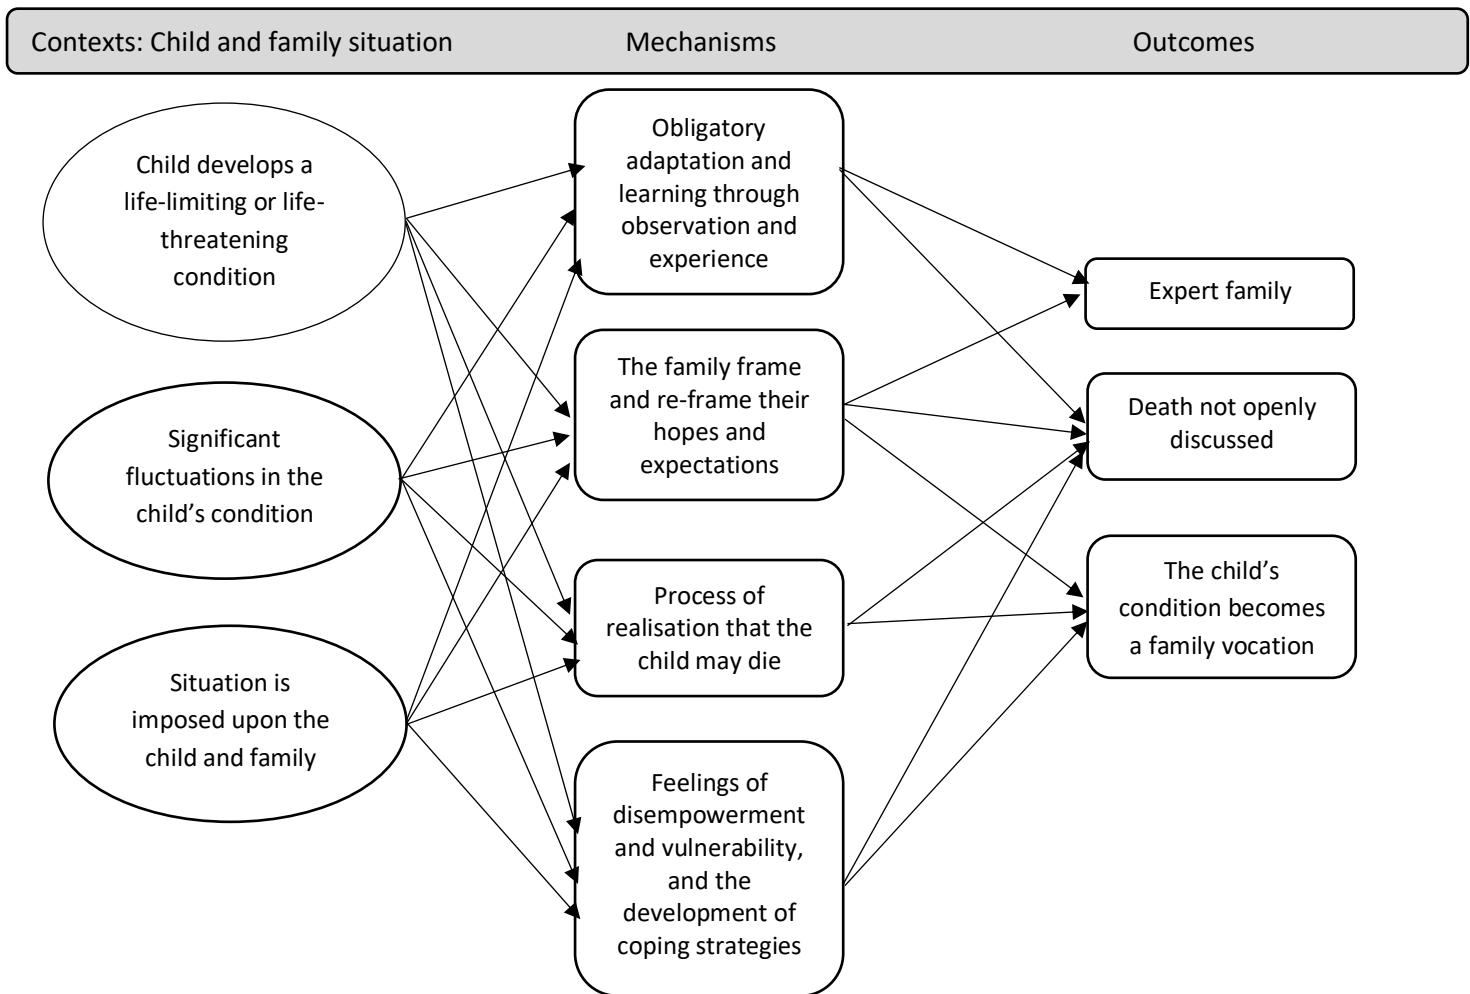 Contexts: Child and family situation
Mechanisms
Outcomes
Child develops a
life-limiting or life-
threatening
condition
Significant
fluctuations in the
child’s condition
Situation is
imposed upon the
child and family
Obligatory
adaptation and
learning through
observation and
experience
The family frame
and re-frame their
hopes and
expectations
Process of
realisation that the
child may die
Feelings of
disempowerment
and vulnerability,
and the
development of
coping strategies
Expert family
Death not openly
discussed
The child’s
condition becomes
a family vocation